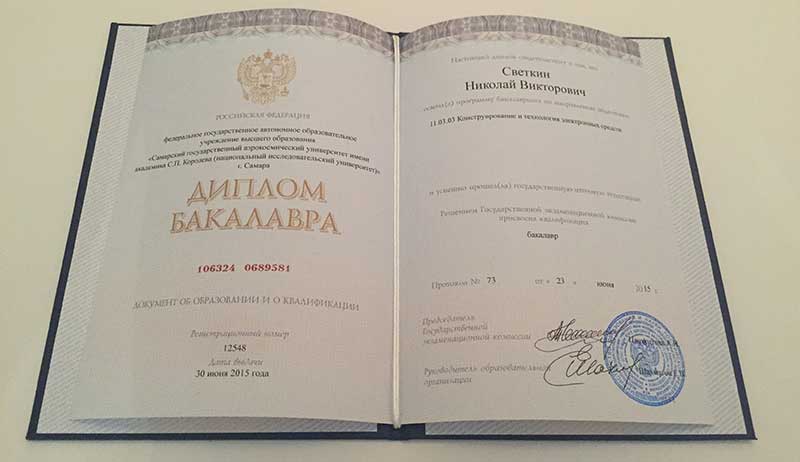 РОССИЙСКАЯ ФЕДЕРАЦИЯ
федеральное государственное автономное образовательное
учреждение высшего образования
«Самарский государственный аэрокосмический университет имени
академика С.П. Королева (национальный исследовательский университет)»
г. Самара
ДИПЛОМ
БАКАЛАВРА
106324 0689581
ДОКУМЕНТ ОБ ОБРАЗОВАНИИ И О КВАЛИФИКАЦИИ
Регистрационный номер
12548
Дата выдачи
30 июня 2015 года
Настоящий диплом свидетельствует о том, что
Светкин
Николай Викторович
освоил(а) программу бакалавриата по направлению подготовки
11.03.03 Конструирование и технология электронных средств
и успешно прошел(ла) государственную итоговую аттестацию
Решением Государственной экзаменационной комиссии
присвоена квалификация
бакалавр
Протокол № 73 от « 23 » июня 2015 г.
Председатель
Государственной
экзаменационной комиссии
Руководитель образовательной
организации